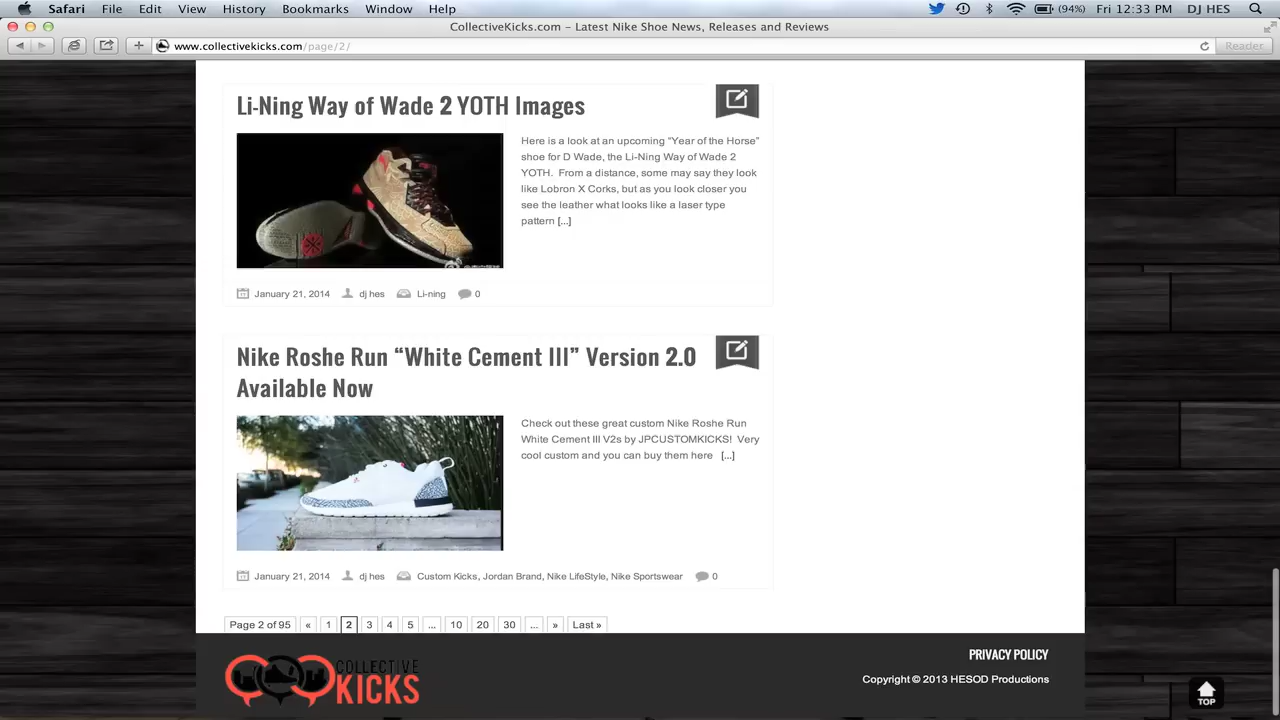 Safari File Edit View History Bookmarks Window Help (94%) Fri 12:33 PM DJ HES
CollectiveKicks.com – Latest Nike Shoe News, Releases and Reviews
www.collectivekicks.com/page/2/ Reader
Li-Ning Way of Wade 2 YOTH Images
Here is a look at an upcoming "Year of the Horse"
shoe for D Wade, the Li-Ning Way of Wade 2
YOTH. From a distance, some may say they look
like Lobron X Corks, but as you look closer you
see the leather what looks like a laser type
pattern [...]
January 21, 2014 dj hes Li-ning 0
Nike Roshe Run “White Cement III” Version 2.0
Available Now
Check out these great custom Nike Roshe Run
White Cement III V2s by JPCUSTOMKICKS! Very
cool custom and you can buy them here [...]
January 21, 2014 dj hes Custom Kicks, Jordan Brand, Nike LifeStyle, Nike Sportswear 0
Page 2 of 95 « 1 2 3 4 5 ... 10 20 30 ... » Last »
COLLECTIVE
KICKS
PRIVACY POLICY
Copyright © 2013 HESOD Productions
TOP